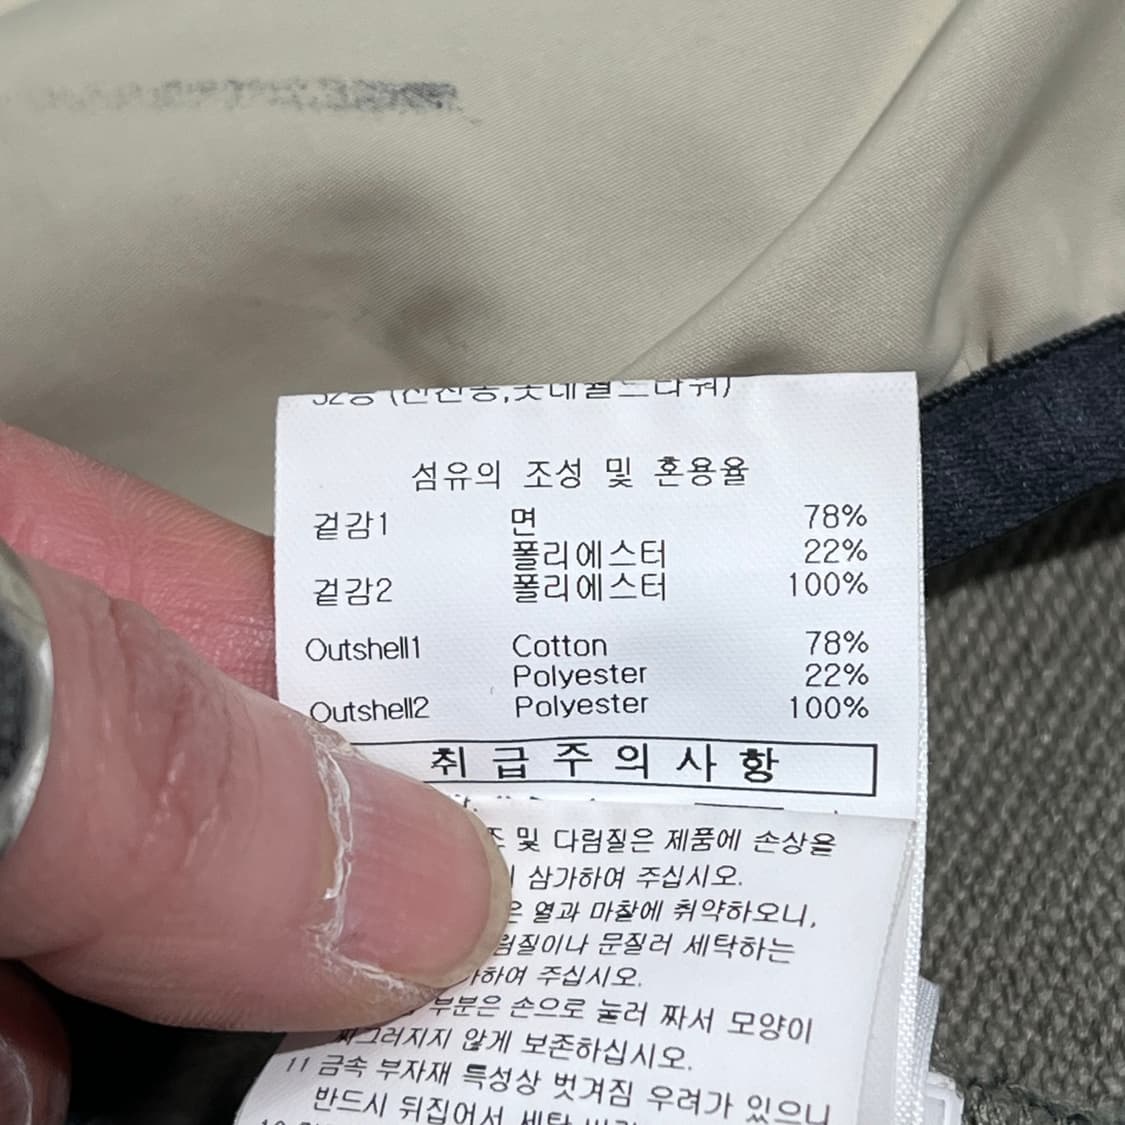 섬유의 조성 및 혼용율
겉감1 면 78%
폴리에스터 22%
겉감2 폴리에스터 100%
Outshell1 Cotton 78%
Polyester 22%
Outshell2 Polyester 100%
취급주의사항
및 다림질은 제품에 손상을
삼가하여 주십시오.
열과 마찰에 취약하오니,
문질러 세탁하는
주십시오.
부분은 손으로 눌러 짜서 모양이
찌그러지지 않게 보존하십시오.
11 금속 부자재 특성상 벗겨짐 우려가 있으니
반드시 뒤집어서 세탁